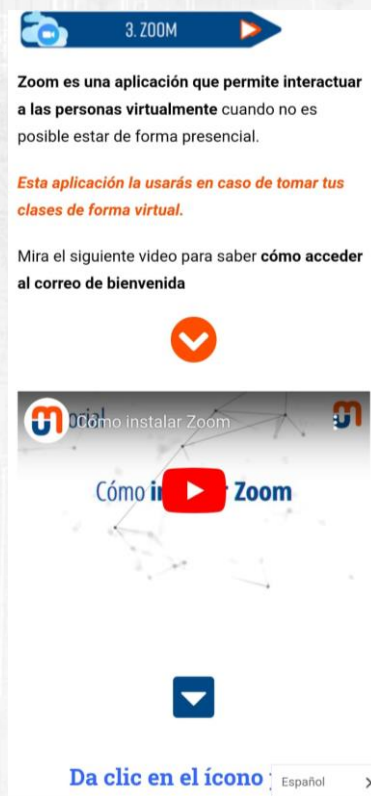 3. ZOOM
Zoom es una aplicación que permite interactuar
a las personas virtualmente cuando no es
posible estar de forma presencial.
Esta aplicación la usarás en caso de tomar tus
clases de forma virtual.
Mira el siguiente video para saber cómo acceder
al correo de bienvenida
Cómo instalar Zoom
Cómo Zoom
Da clic en el ícono
Español